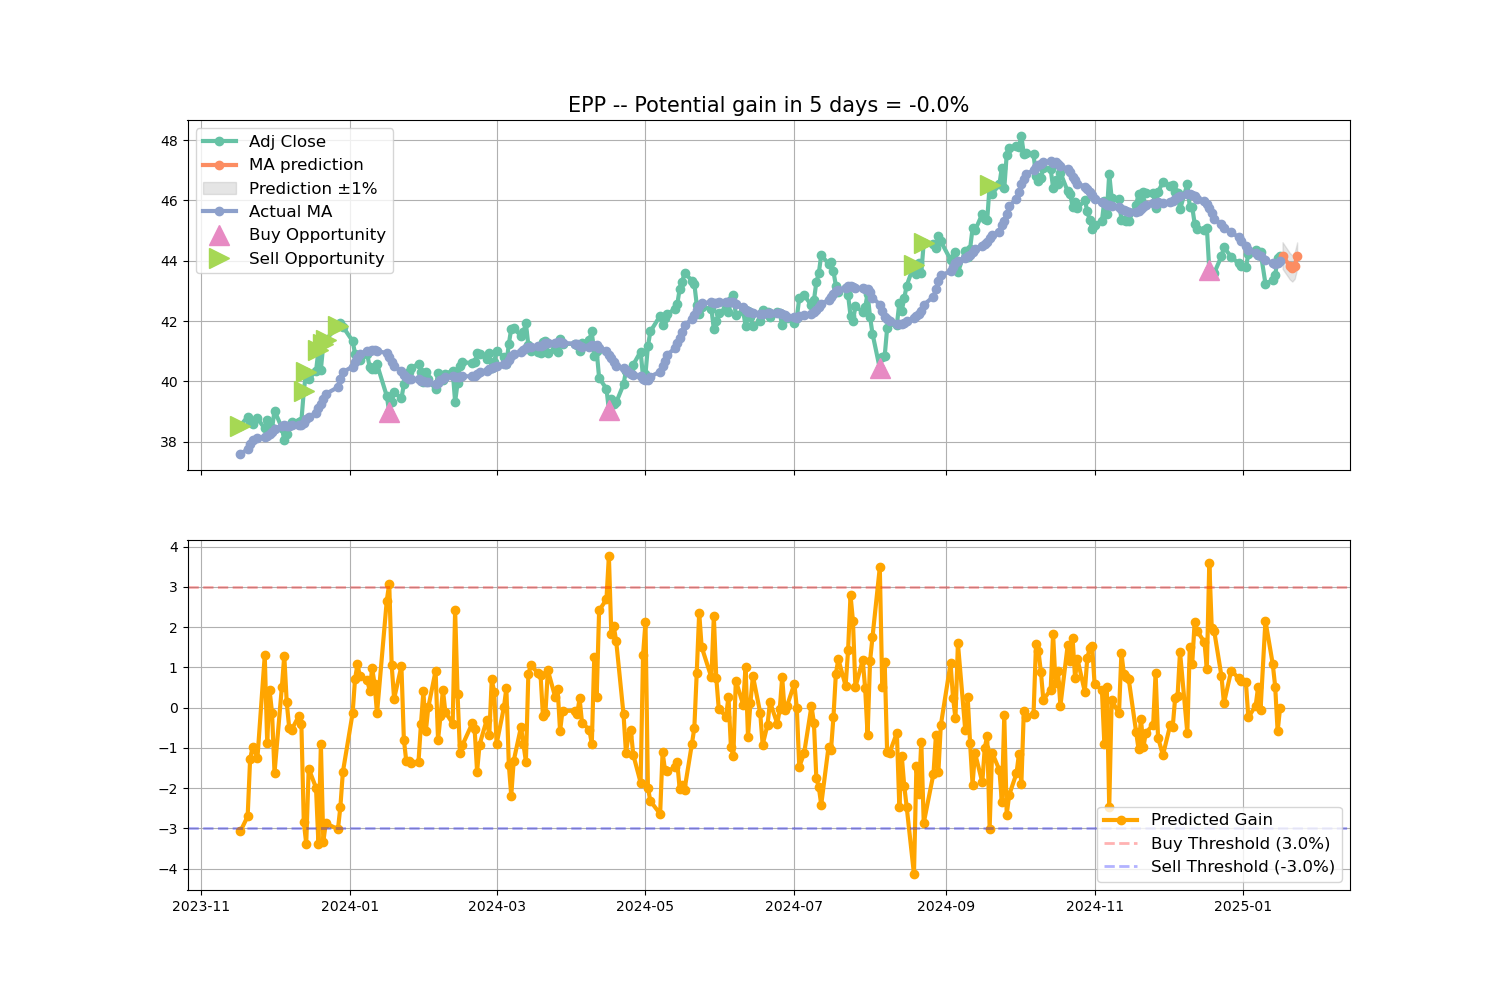 EPP -- Potential gain in 5 days = -0.0%
48
46
44
42
40
38
Adj Close
MA prediction
Prediction ±1%
Actual MA
Buy Opportunity
Sell Opportunity
4
3
2
1
0
−1
−2
−3
−4
Predicted Gain
Buy Threshold (3.0%)
Sell Threshold (-3.0%)
2023-11
2024-01
2024-03
2024-05
2024-07
2024-09
2024-11
2025-01